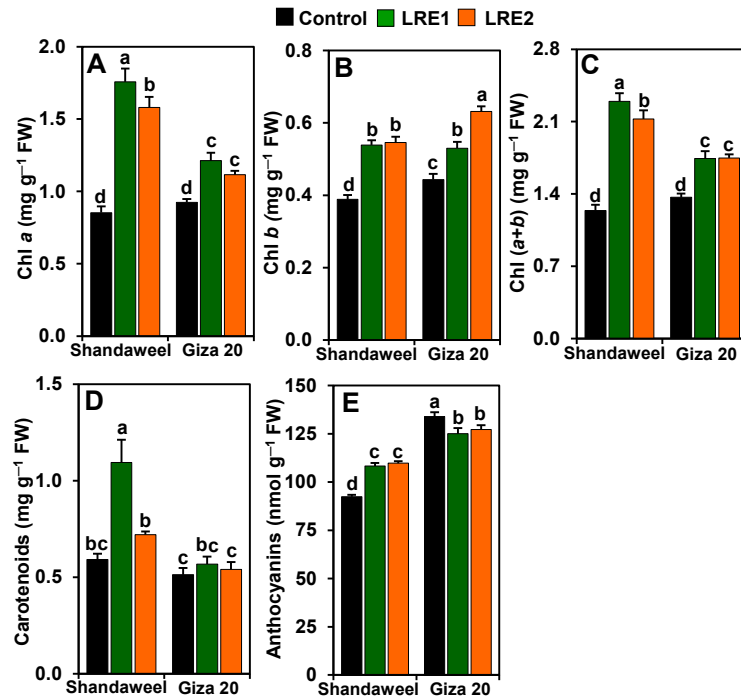 Control LRE1 LRE2
A
Chl a (mg g⁻¹ FW)
2.0
1.5
1.0
0.5
0.0
d a b d c c
Shandaweel Giza 20
B
Chl b (mg g⁻¹ FW)
0.8
0.6
0.4
0.2
0.0
d b b c b a
Shandaweel Giza 20
C
Chl (a+b) (mg g⁻¹ FW)
2.8
2.1
1.4
0.7
0.0
d a b d c c
Shandaweel Giza 20
D
Carotenoids (mg g⁻¹ FW)
1.5
1.0
0.5
0.0
bc a b c bc c
Shandaweel Giza 20
E
Anthocyanins (nmol g⁻¹ FW)
150
125
100
75
50
25
0
d c c a b b
Shandaweel Giza 20